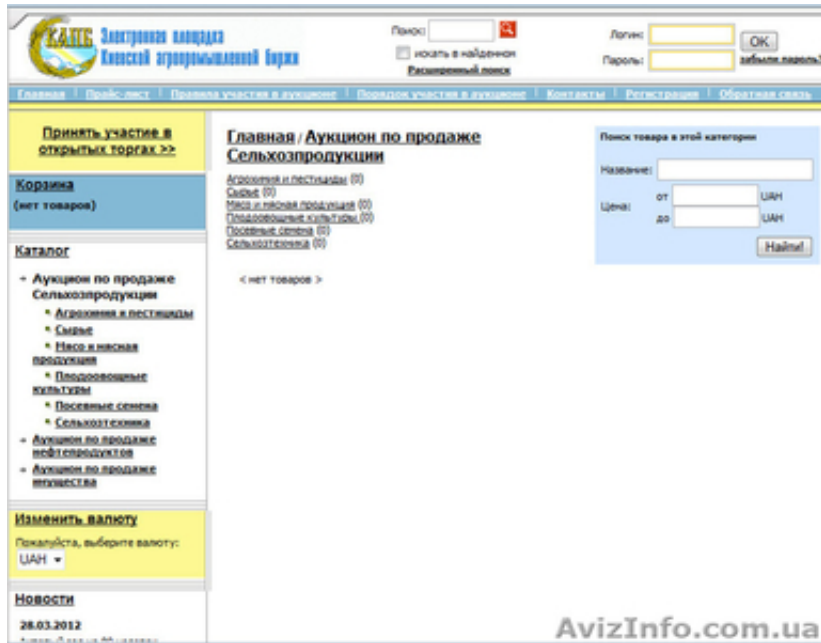 КАПБ
Электронная площадка
Киевской агропромышленной биржи
Поиск:
искать в найденном
Расширенный поиск
Логин:
Пароль:
OK
забыли пароль?
Главная | Прайс-лист | Правила участия в аукционе | Порядок участия в аукционе | Контакты | Регистрация | Обратная связь
Принять участие в
открытых торгах >>
Корзина
(нет товаров)
Каталог
Аукцион по продаже
Сельхозпродукции
Агрохимия и пестициды
Сырье
Мясо и мясная
продукция
Плодоовощные
культуры
Посевные семена
Сельхозтехника
Аукцион по продаже
нефтепродуктов
Аукцион по продаже
имущества
Изменить валюту
Пожалуйста, выберите валюту:
UAH
Новости
28.03.2012
Главная / Аукцион по продаже
Сельхозпродукции
Агрохимия и пестициды (0)
Сырье (0)
Мясо и мясная продукция (0)
Плодоовощные культуры (0)
Посевные семена (0)
Сельхозтехника (0)
< нет товаров >
Поиск товара в этой категории
Название:
Цена:
от UAH
до UAH
Найти!
AvizInfo.com.ua